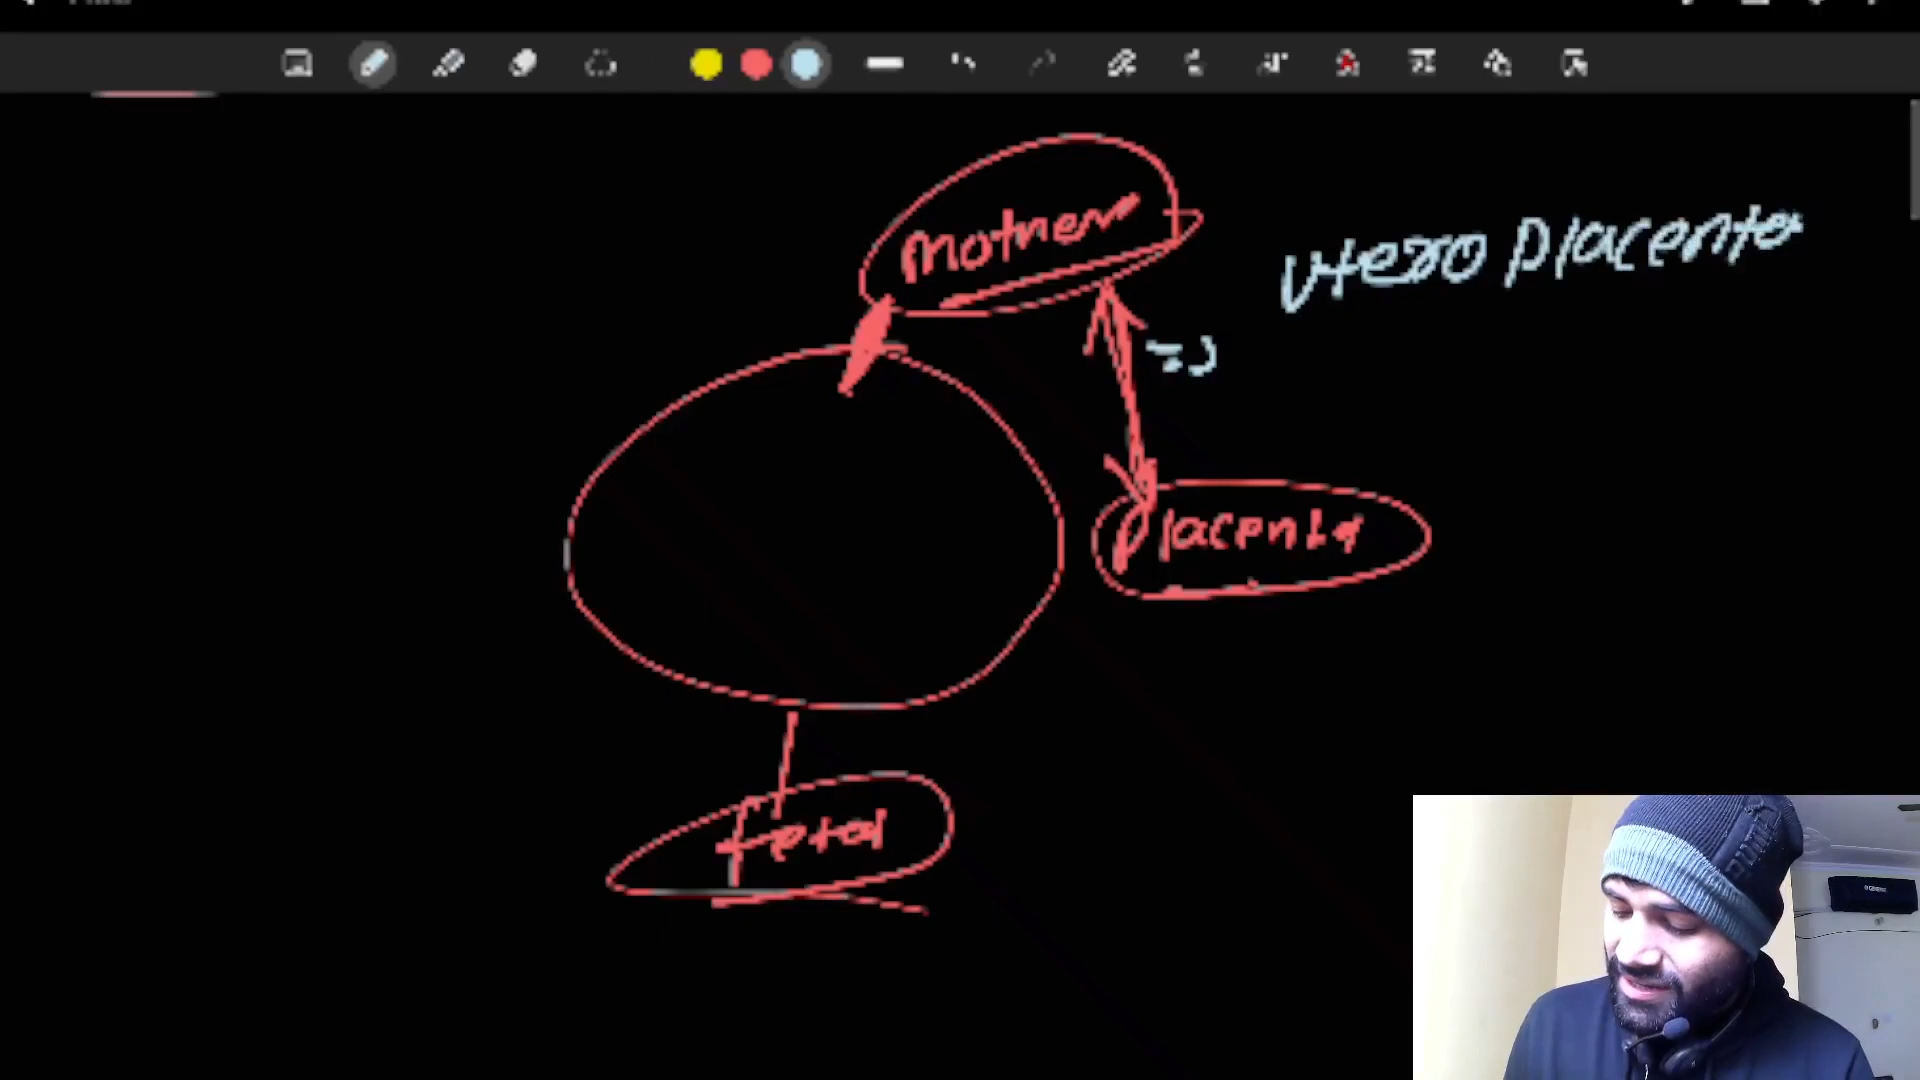 mother
Utero placenta
=>
placenta
fetal